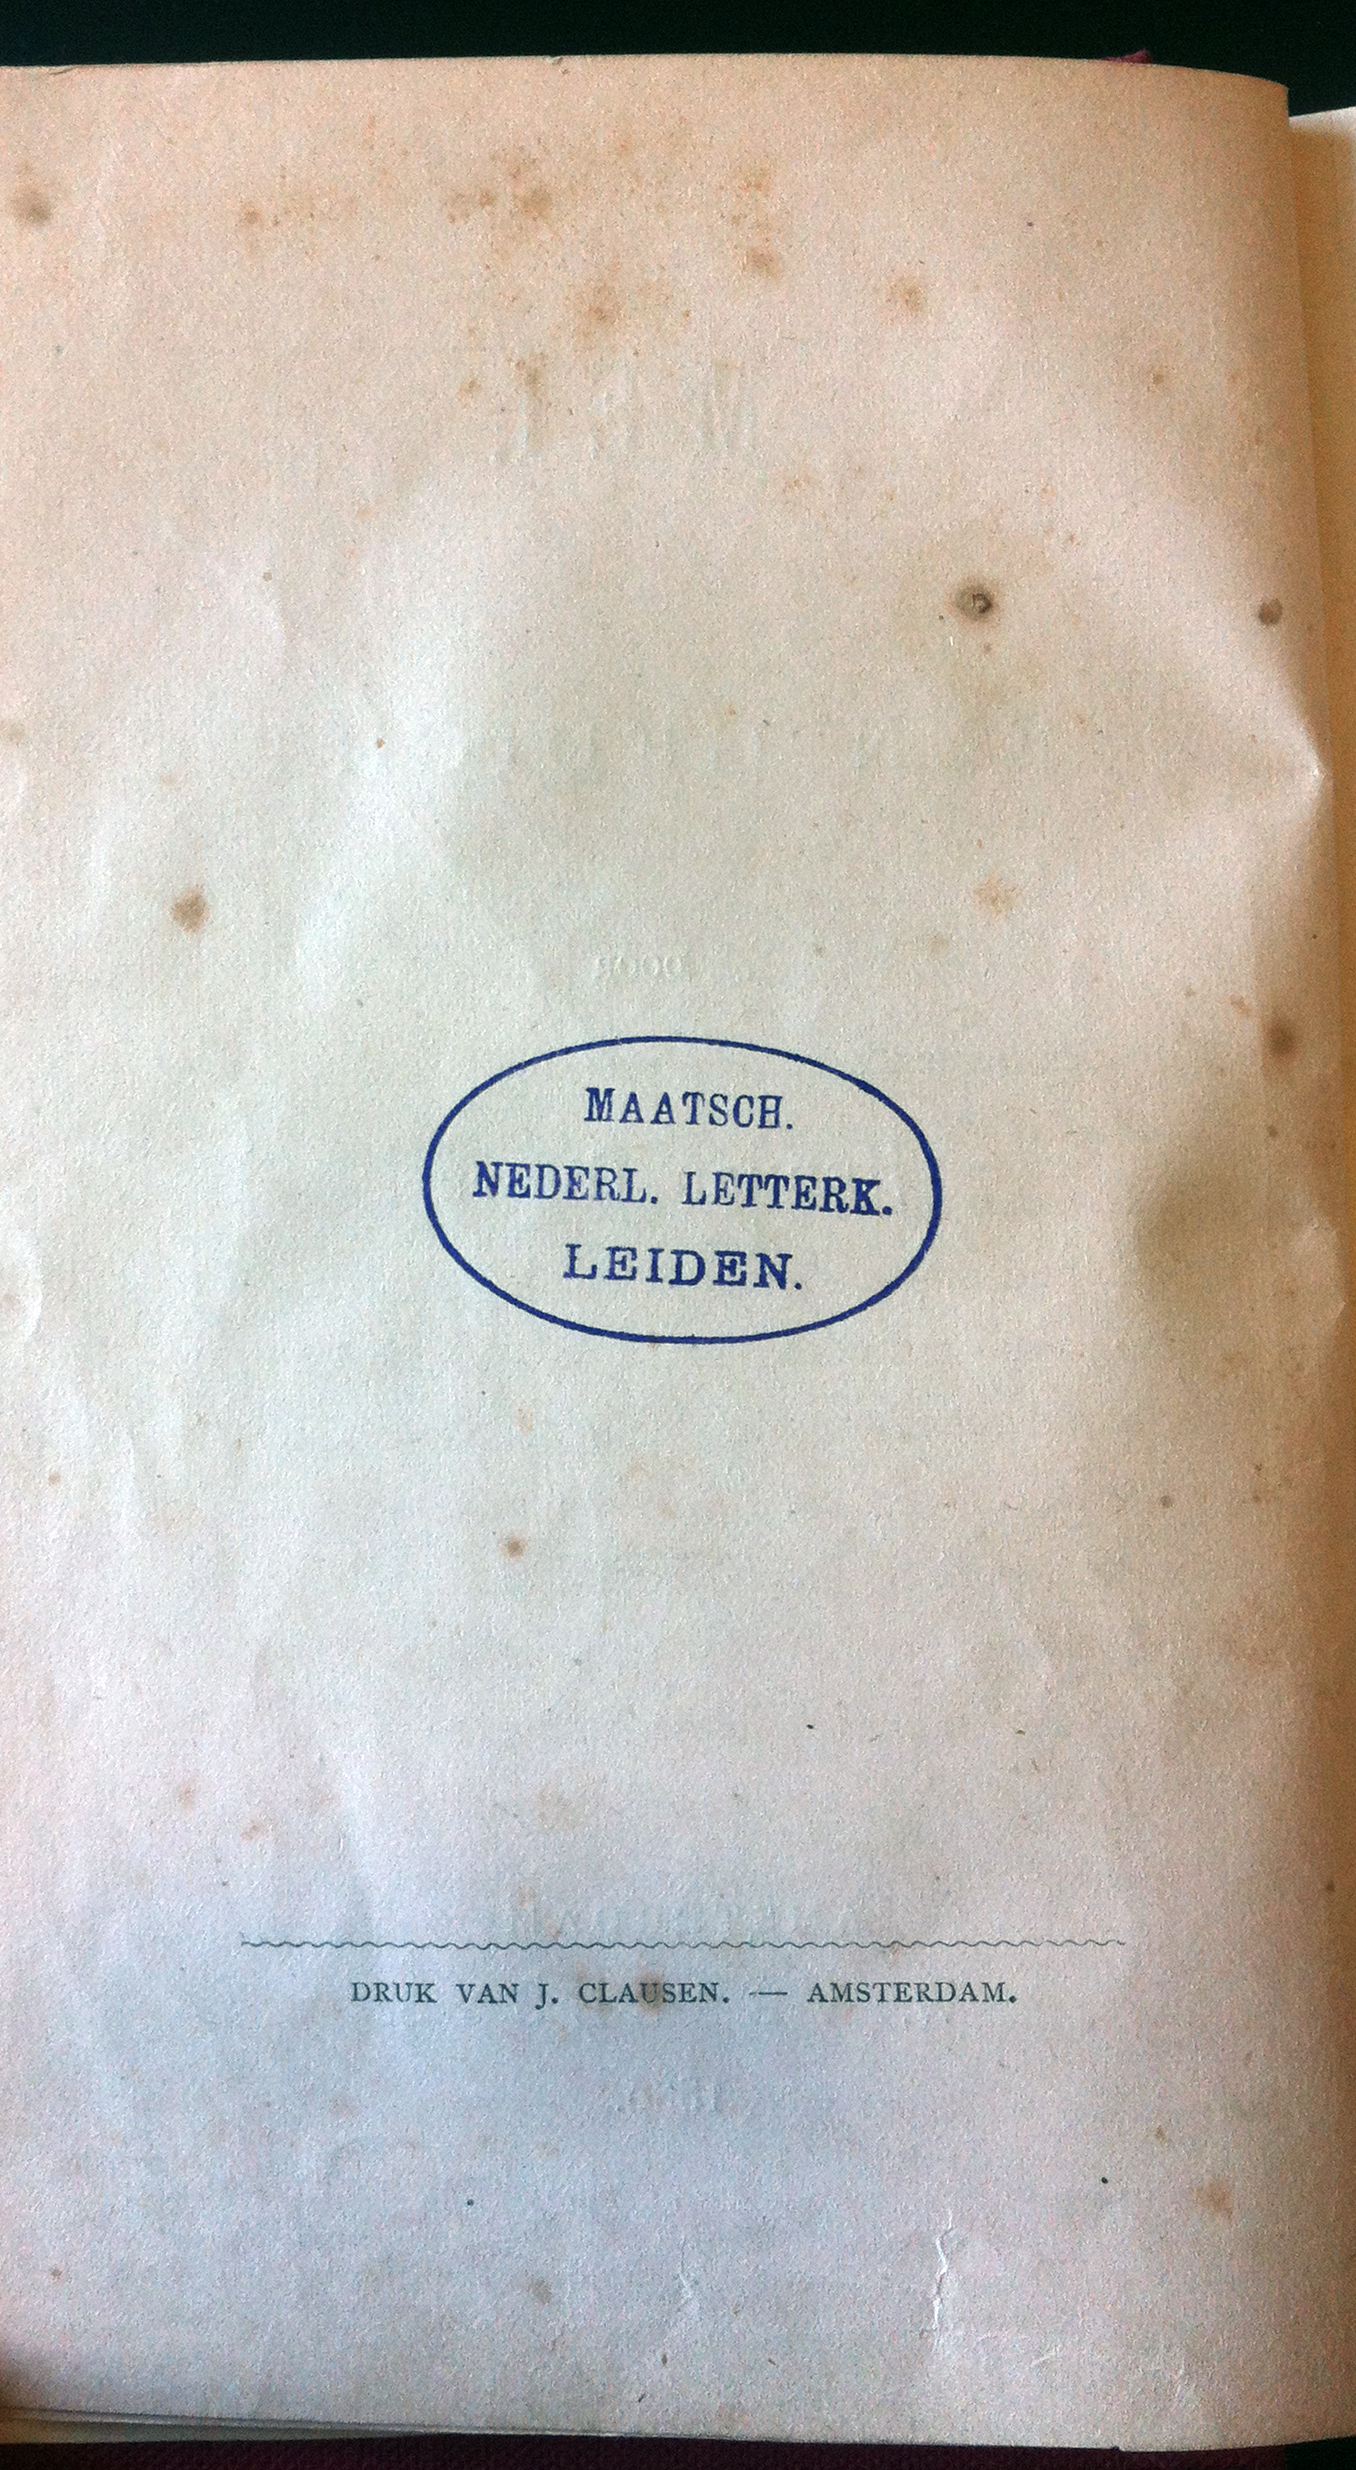 MAATSCH.
NEDERL. LETTERK.
LEIDEN.
DRUK VAN J. CLAUSEN. — AMSTERDAM.